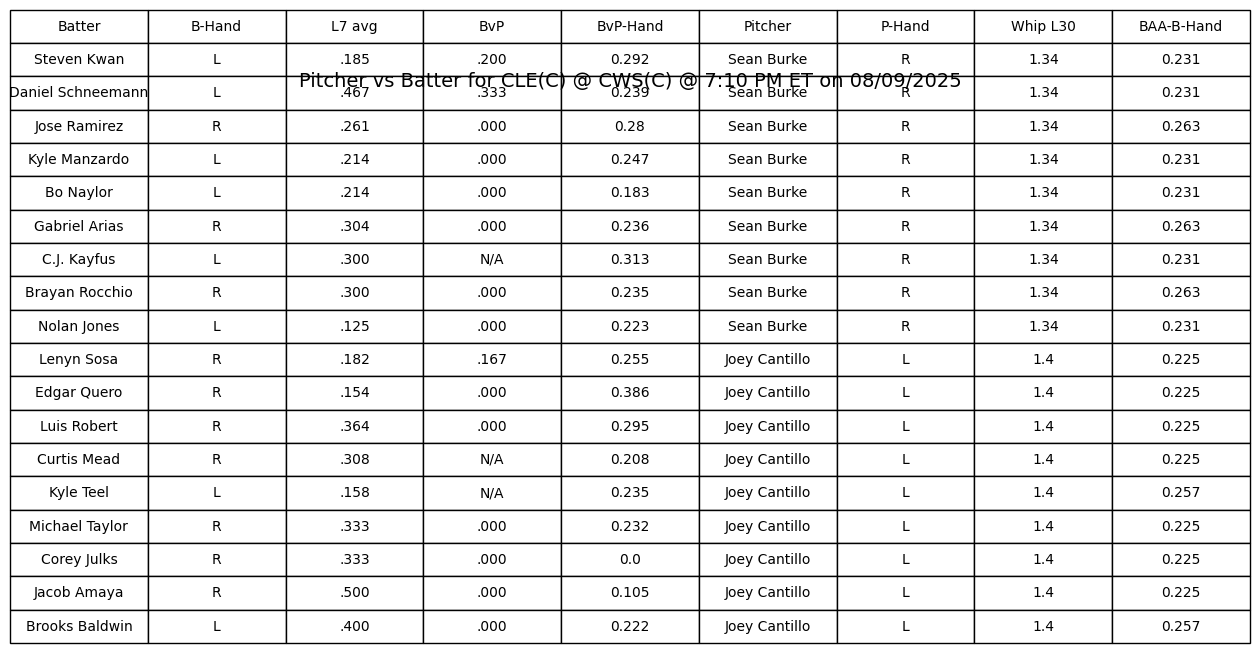 Batter B-Hand L7 avg BvP BvP-Hand Pitcher P-Hand Whip L30 BAA-B-Hand
Steven Kwan L .185 .200 0.292 Sean Burke R 1.34 0.231
Pitcher vs Batter for CLE(C) @ CWS(C) @ 7:10 PM ET on 08/09/2025
Daniel Schneemann L .467 .333 0.239 Sean Burke R 1.34 0.231
Jose Ramirez R .261 .000 0.28 Sean Burke R 1.34 0.263
Kyle Manzardo L .214 .000 0.247 Sean Burke R 1.34 0.231
Bo Naylor L .214 .000 0.183 Sean Burke R 1.34 0.231
Gabriel Arias R .304 .000 0.236 Sean Burke R 1.34 0.263
C.J. Kayfus L .300 N/A 0.313 Sean Burke R 1.34 0.231
Brayan Rocchio R .300 .000 0.235 Sean Burke R 1.34 0.263
Nolan Jones L .125 .000 0.223 Sean Burke R 1.34 0.231
Lenyn Sosa R .182 .167 0.255 Joey Cantillo L 1.4 0.225
Edgar Quero R .154 .000 0.386 Joey Cantillo L 1.4 0.225
Luis Robert R .364 .000 0.295 Joey Cantillo L 1.4 0.225
Curtis Mead R .308 N/A 0.208 Joey Cantillo L 1.4 0.225
Kyle Teel L .158 N/A 0.235 Joey Cantillo L 1.4 0.257
Michael Taylor R .333 .000 0.232 Joey Cantillo L 1.4 0.225
Corey Julks R .333 .000 0.0 Joey Cantillo L 1.4 0.225
Jacob Amaya R .500 .000 0.105 Joey Cantillo L 1.4 0.225
Brooks Baldwin L .400 .000 0.222 Joey Cantillo L 1.4 0.257